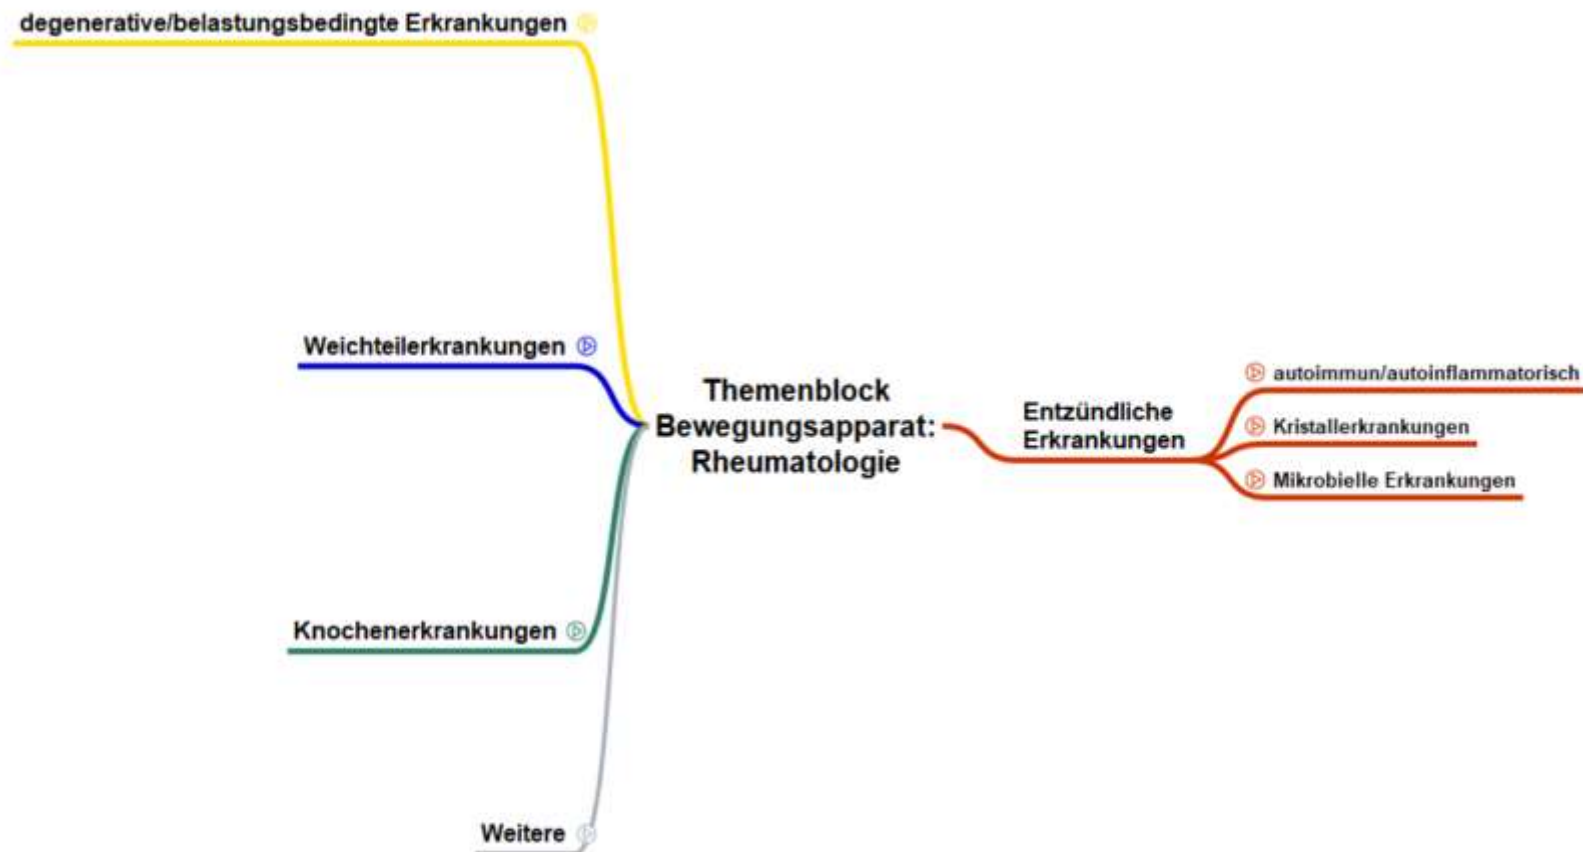 degenerative/belastungsbedingte Erkrankungen
Weichteilerkrankungen
Knochenerkrankungen
Weitere
Themenblock
Bewegungsapparat:
Rheumatologie
Entzündliche
Erkrankungen
autoimmun/autoinflammatorisch
Kristallerkrankungen
Mikrobielle Erkrankungen